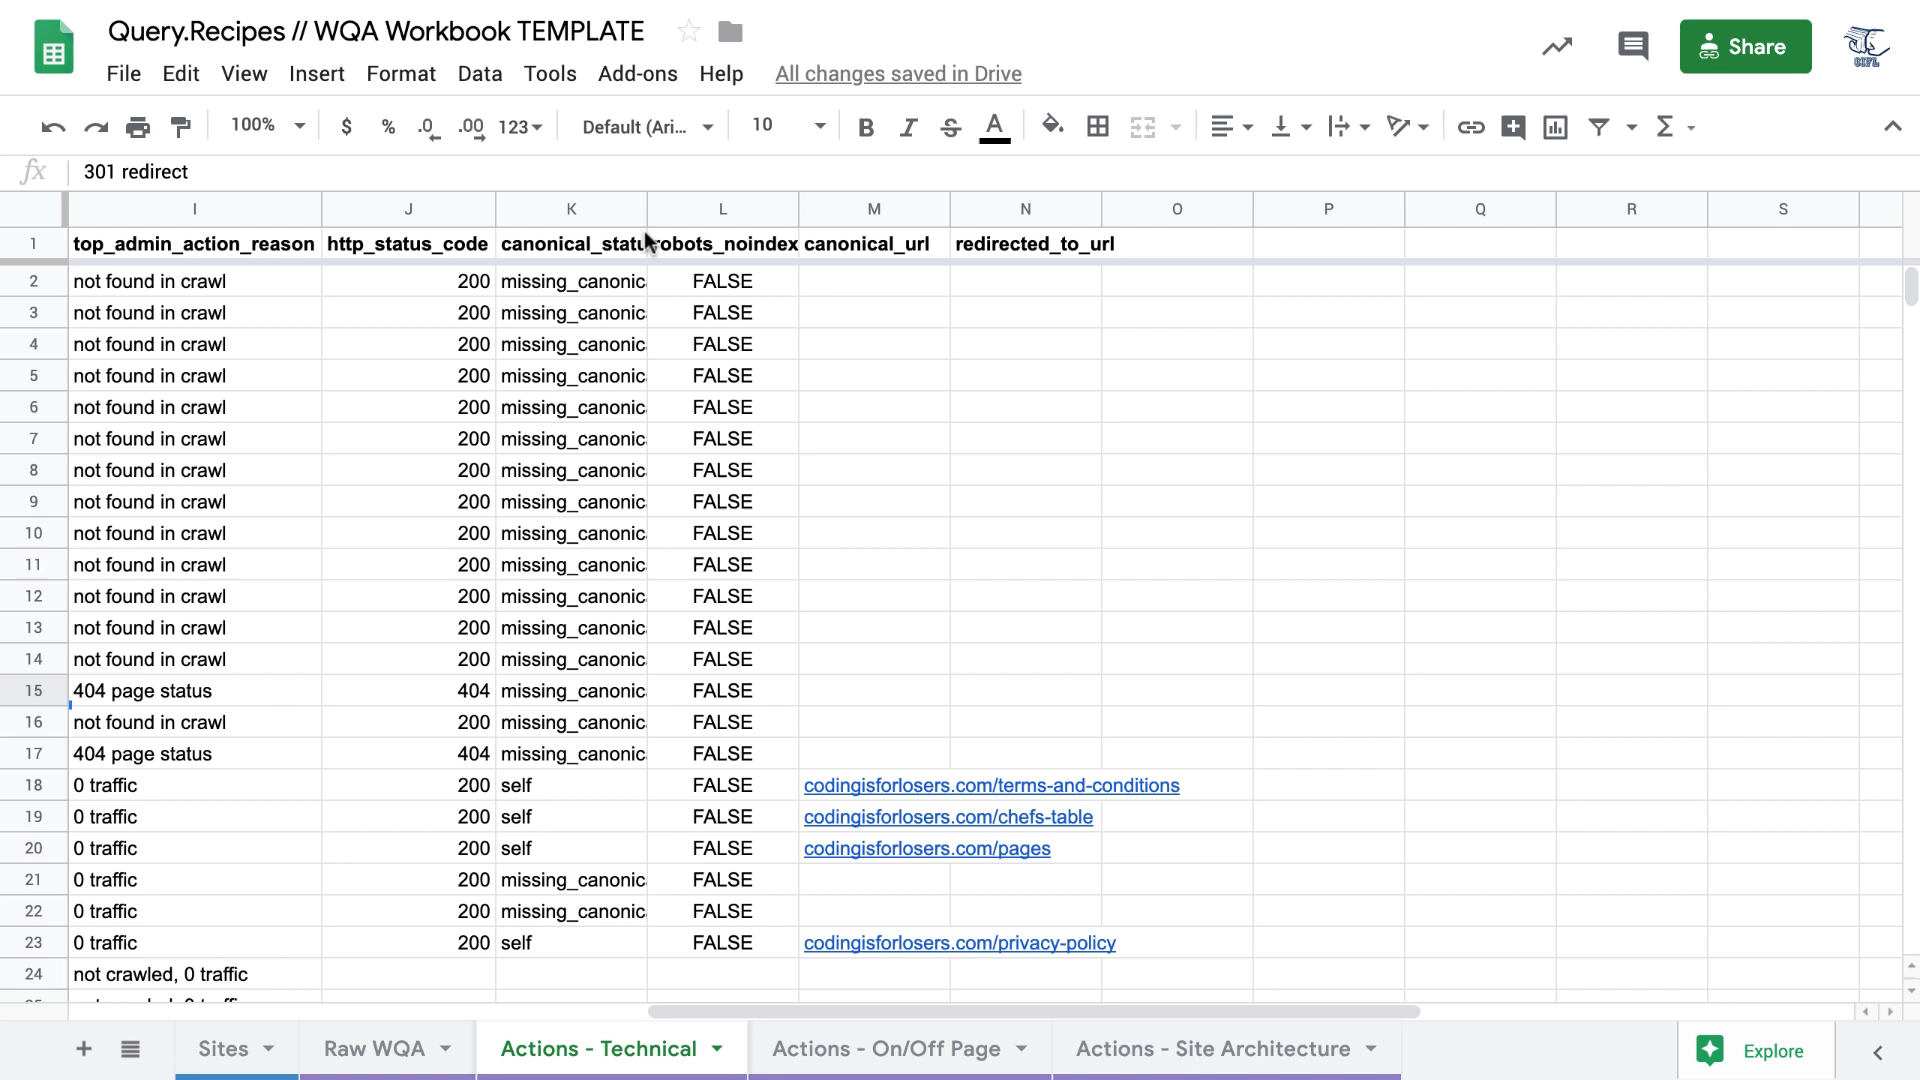 Query.Recipes // WQA Workbook TEMPLATE
Share
File Edit View Insert Format Data Tools Add-ons Help All changes saved in Drive
100% $ % .0 .00 123 Default (Ari... 10 B I S A
fx 301 redirect
I J K L M N O P Q R S
1 top_admin_action_reason http_status_code canonical_statu robots_noindex canonical_url redirected_to_url
2 not found in crawl 200 missing_canonic FALSE
3 not found in crawl 200 missing_canonic FALSE
4 not found in crawl 200 missing_canonic FALSE
5 not found in crawl 200 missing_canonic FALSE
6 not found in crawl 200 missing_canonic FALSE
7 not found in crawl 200 missing_canonic FALSE
8 not found in crawl 200 missing_canonic FALSE
9 not found in crawl 200 missing_canonic FALSE
10 not found in crawl 200 missing_canonic FALSE
11 not found in crawl 200 missing_canonic FALSE
12 not found in crawl 200 missing_canonic FALSE
13 not found in crawl 200 missing_canonic FALSE
14 not found in crawl 200 missing_canonic FALSE
15 404 page status 404 missing_canonic FALSE
16 not found in crawl 200 missing_canonic FALSE
17 404 page status 404 missing_canonic FALSE
18 0 traffic 200 self FALSE codingisforlosers.com/terms-and-conditions
19 0 traffic 200 self FALSE codingisforlosers.com/chefs-table
20 0 traffic 200 self FALSE codingisforlosers.com/pages
21 0 traffic 200 missing_canonic FALSE
22 0 traffic 200 missing_canonic FALSE
23 0 traffic 200 self FALSE codingisforlosers.com/privacy-policy
24 not crawled, 0 traffic
Sites Raw WQA Actions - Technical Actions - On/Off Page Actions - Site Architecture Explore